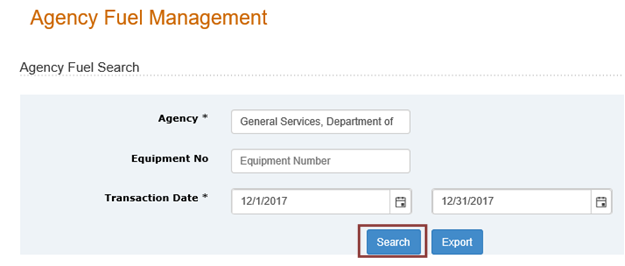 Agency Fuel Management
Agency Fuel Search
Agency * General Services, Department of
Equipment No Equipment Number
Transaction Date * 12/1/2017 12/31/2017
Search Export